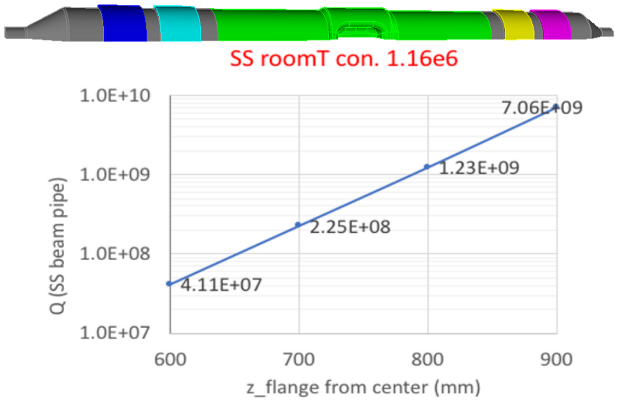 SS roomT con. 1.16e6
1.0E+10
7.06E+09
1.0E+09
1.23E+09
2.25E+08
1.0E+08
4.11E+07
1.0E+07
Q (SS beam pipe)
600
700
800
900
z_flange from center (mm)